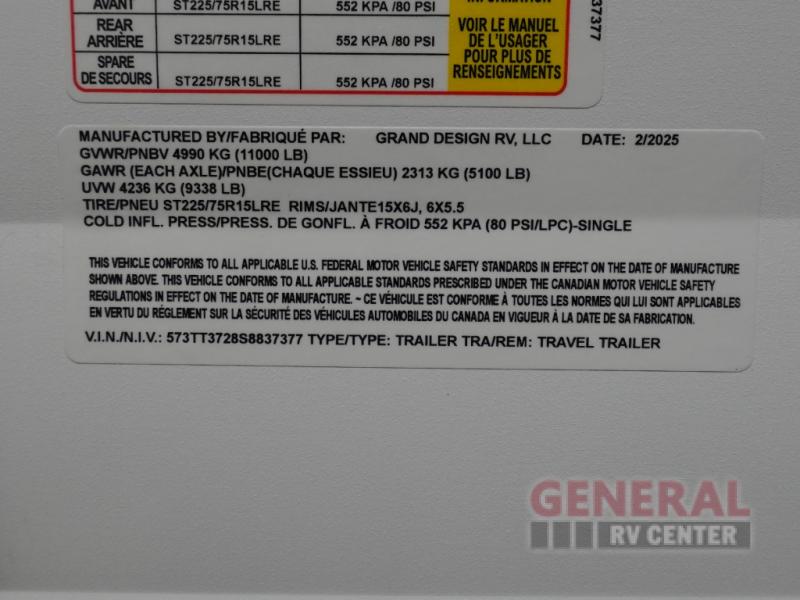 AVANT ST225/75R15LRE 552 KPA /80 PSI INFORMATION
REAR
ARRIÈRE ST225/75R15LRE 552 KPA /80 PSI
SPARE
DE SECOURS ST225/75R15LRE 552 KPA /80 PSI
VOIR LE MANUEL
DE L'USAGER
POUR PLUS DE
RENSEIGNEMENTS
37377
MANUFACTURED BY/FABRIQUÉ PAR: GRAND DESIGN RV, LLC DATE: 2/2025
GVWR/PNBV 4990 KG (11000 LB)
GAWR (EACH AXLE)/PNBE(CHAQUE ESSIEU) 2313 KG (5100 LB)
UVW 4236 KG (9338 LB)
TIRE/PNEU ST225/75R15LRE RIMS/JANTE15X6J, 6X5.5
COLD INFL. PRESS/PRESS. DE GONFL. À FROID 552 KPA (80 PSI/LPC)-SINGLE
THIS VEHICLE CONFORMS TO ALL APPLICABLE U.S. FEDERAL MOTOR VEHICLE SAFETY STANDARDS IN EFFECT ON THE DATE OF MANUFACTURE
SHOWN ABOVE. THIS VEHICLE CONFORMS TO ALL APPLICABLE STANDARDS PRESCRIBED UNDER THE CANADIAN MOTOR VEHICLE SAFETY
REGULATIONS IN EFFECT ON THE DATE OF MANUFACTURE. ~ CE VÉHICULE EST CONFORME À TOUTES LES NORMES QUI LUI SONT APPLICABLES
EN VERTU DU RÉGLEMENT SUR LA SÉCURITÉ DES VÉHICULES AUTOMOBILES DU CANADA EN VIGUEUR À LA DATE DE SA FABRICATION.
V.I.N./N.I.V.: 573TT3728S8837377 TYPE/TYPE: TRAILER TRA/REM: TRAVEL TRAILER
GENERAL
RV CENTER